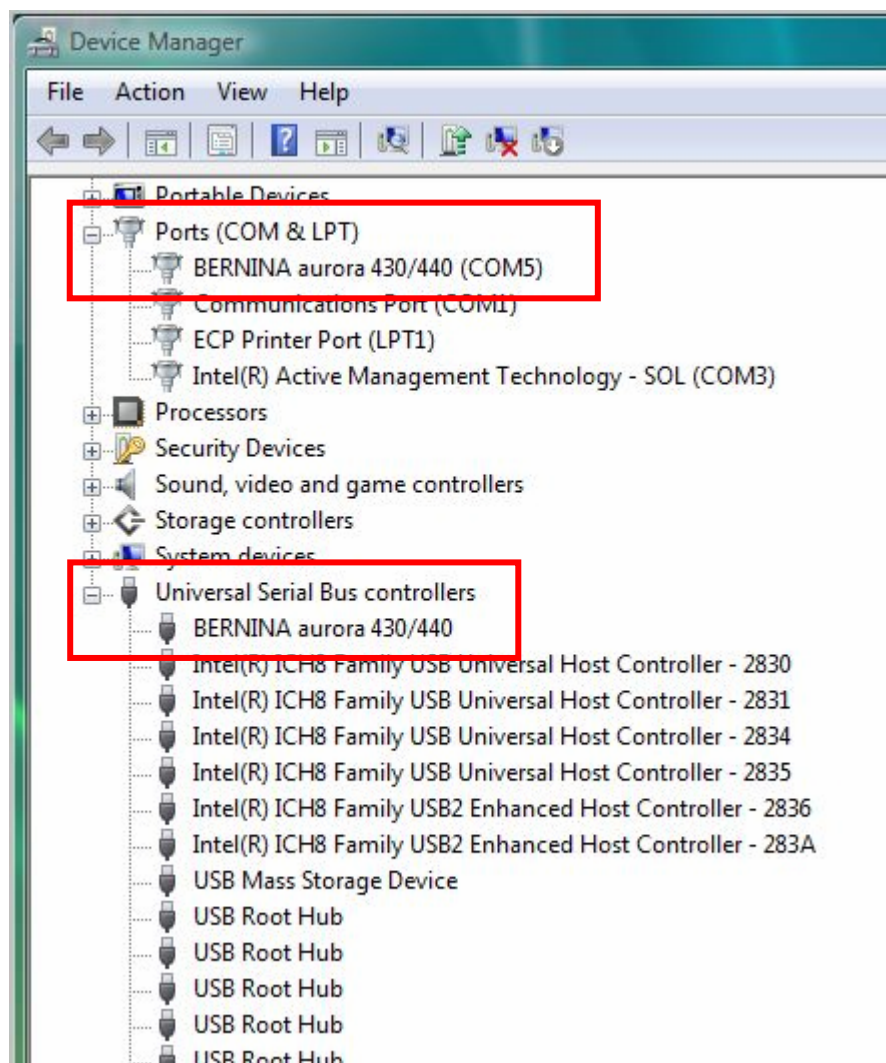 Device Manager
File Action View Help
Portable Devices
Ports (COM & LPT)
BERNINA aurora 430/440 (COM5)
Communications Port (COM1)
ECP Printer Port (LPT1)
Intel(R) Active Management Technology - SOL (COM3)
Processors
Security Devices
Sound, video and game controllers
Storage controllers
System devices
Universal Serial Bus controllers
BERNINA aurora 430/440
Intel(R) ICH8 Family USB Universal Host Controller - 2830
Intel(R) ICH8 Family USB Universal Host Controller - 2831
Intel(R) ICH8 Family USB Universal Host Controller - 2834
Intel(R) ICH8 Family USB Universal Host Controller - 2835
Intel(R) ICH8 Family USB2 Enhanced Host Controller - 2836
Intel(R) ICH8 Family USB2 Enhanced Host Controller - 283A
USB Mass Storage Device
USB Root Hub
USB Root Hub
USB Root Hub
USB Root Hub
USB Root Hub